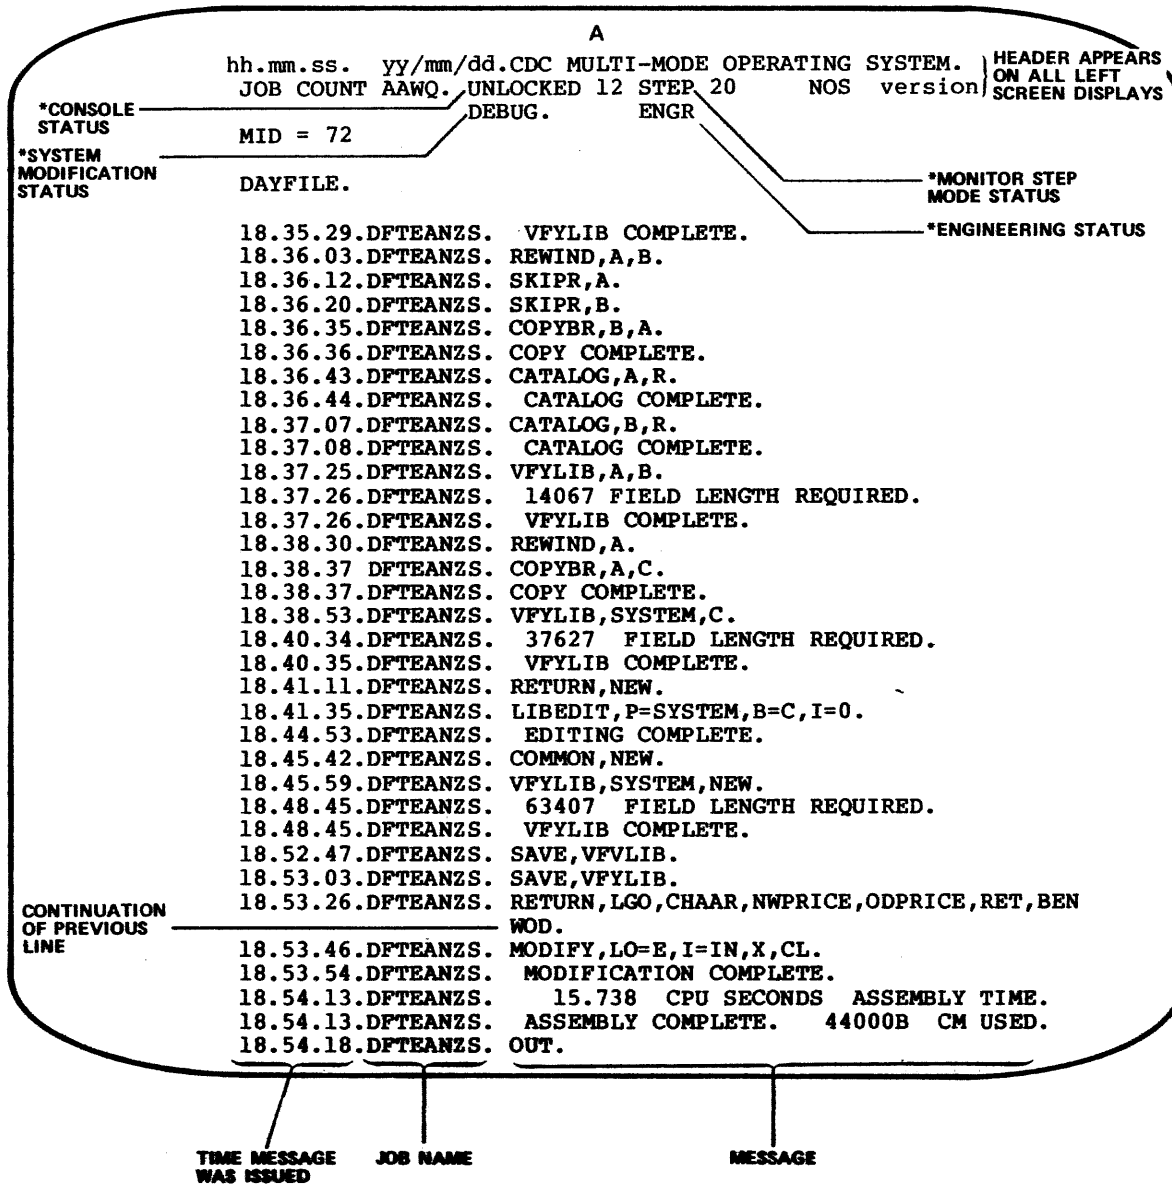 A
hh.mm.ss. yy/mm/dd.CDC MULTI-MODE OPERATING SYSTEM.
JOB COUNT AAWQ. UNLOCKED 12 STEP 20 NOS version
HEADER APPEARS
ON ALL LEFT
SCREEN DISPLAYS
DEBUG. ENGR
*CONSOLE
STATUS
MID = 72
*SYSTEM
MODIFICATION
STATUS
DAYFILE.
*MONITOR STEP
MODE STATUS
*ENGINEERING STATUS
18.35.29.DFTEANZS. VFYLIB COMPLETE.
18.36.03.DFTEANZS. REWIND,A,B.
18.36.12.DFTEANZS. SKIPR,A.
18.36.20.DFTEANZS. SKIPR,B.
18.36.35.DFTEANZS. COPYBR,B,A.
18.36.36.DFTEANZS. COPY COMPLETE.
18.36.43.DFTEANZS. CATALOG,A,R.
18.36.44.DFTEANZS. CATALOG COMPLETE.
18.37.07.DFTEANZS. CATALOG,B,R.
18.37.08.DFTEANZS. CATALOG COMPLETE.
18.37.25.DFTEANZS. VFYLIB,A,B.
18.37.26.DFTEANZS. 14067 FIELD LENGTH REQUIRED.
18.37.26.DFTEANZS. VFYLIB COMPLETE.
18.38.30.DFTEANZS. REWIND,A.
18.38.37 DFTEANZS. COPYBR,A,C.
18.38.37.DFTEANZS. COPY COMPLETE.
18.38.53.DFTEANZS. VFYLIB,SYSTEM,C.
18.40.34.DFTEANZS. 37627 FIELD LENGTH REQUIRED.
18.40.35.DFTEANZS. VFYLIB COMPLETE.
18.41.11.DFTEANZS. RETURN,NEW.
18.41.35.DFTEANZS. LIBEDIT,P=SYSTEM,B=C,I=0.
18.44.53.DFTEANZS. EDITING COMPLETE.
18.45.42.DFTEANZS. COMMON,NEW.
18.45.59.DFTEANZS. VFYLIB,SYSTEM,NEW.
18.48.45.DFTEANZS. 63407 FIELD LENGTH REQUIRED.
18.48.45.DFTEANZS. VFYLIB COMPLETE.
18.52.47.DFTEANZS. SAVE,VFVLIB.
18.53.03.DFTEANZS. SAVE,VFYLIB.
18.53.26.DFTEANZS. RETURN,LGO,CHAAR,NWPRICE,ODPRICE,RET,BEN
WOD.
CONTINUATION
OF PREVIOUS
LINE
18.53.46.DFTEANZS. MODIFY,LO=E,I=IN,X,CL.
18.53.54.DFTEANZS. MODIFICATION COMPLETE.
18.54.13.DFTEANZS. 15.738 CPU SECONDS ASSEMBLY TIME.
18.54.13.DFTEANZS. ASSEMBLY COMPLETE. 44000B CM USED.
18.54.18.DFTEANZS. OUT.
TIME MESSAGE
WAS ISSUED
JOB NAME
MESSAGE